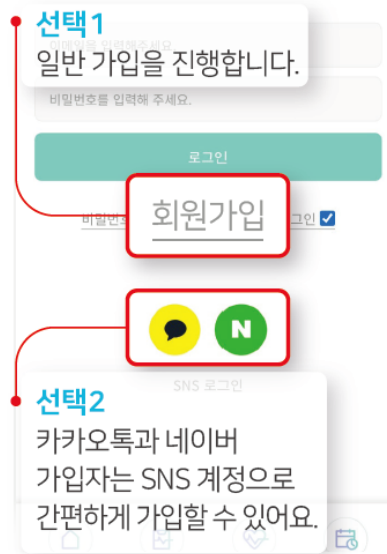 선택1
일반 가입을 진행합니다.
비밀번호를 입력해 주세요.
로그인
회원가입
그인
N
SNS 로그인
선택2
카카오톡과 네이버
가입자는 SNS 계정으로
간편하게 가입할 수 있어요.